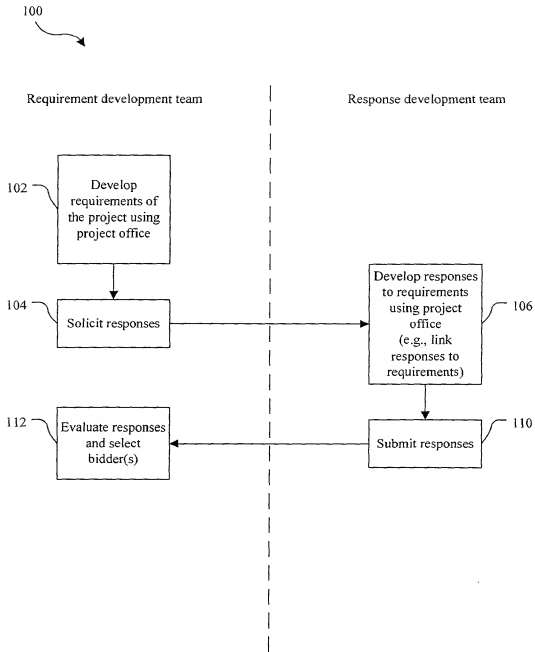 100
Requirement development team
Response development team
102
Develop
requirements of
the project using
project office
104
Solicit responses
Develop responses
to requirements
using project
office
(e.g., link
responses to
requirements)
106
112
Evaluate responses
and select
bidder(s)
Submit responses
110